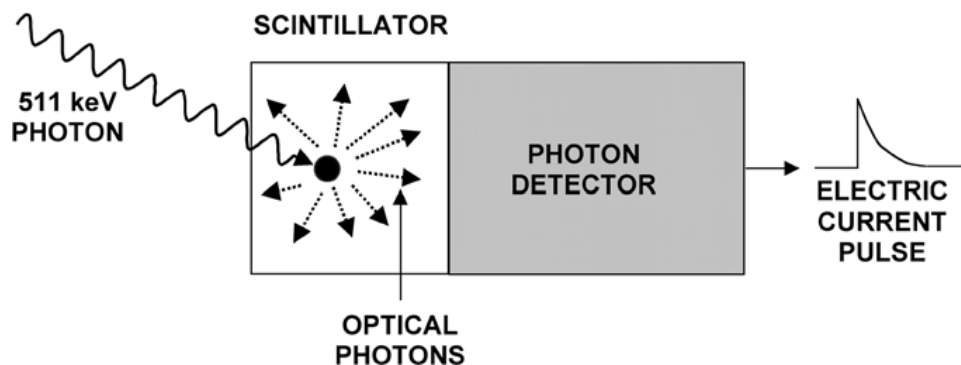 SCINTILLATOR
511 keV
PHOTON
PHOTON
DETECTOR
ELECTRIC
CURRENT
PULSE
OPTICAL
PHOTONS